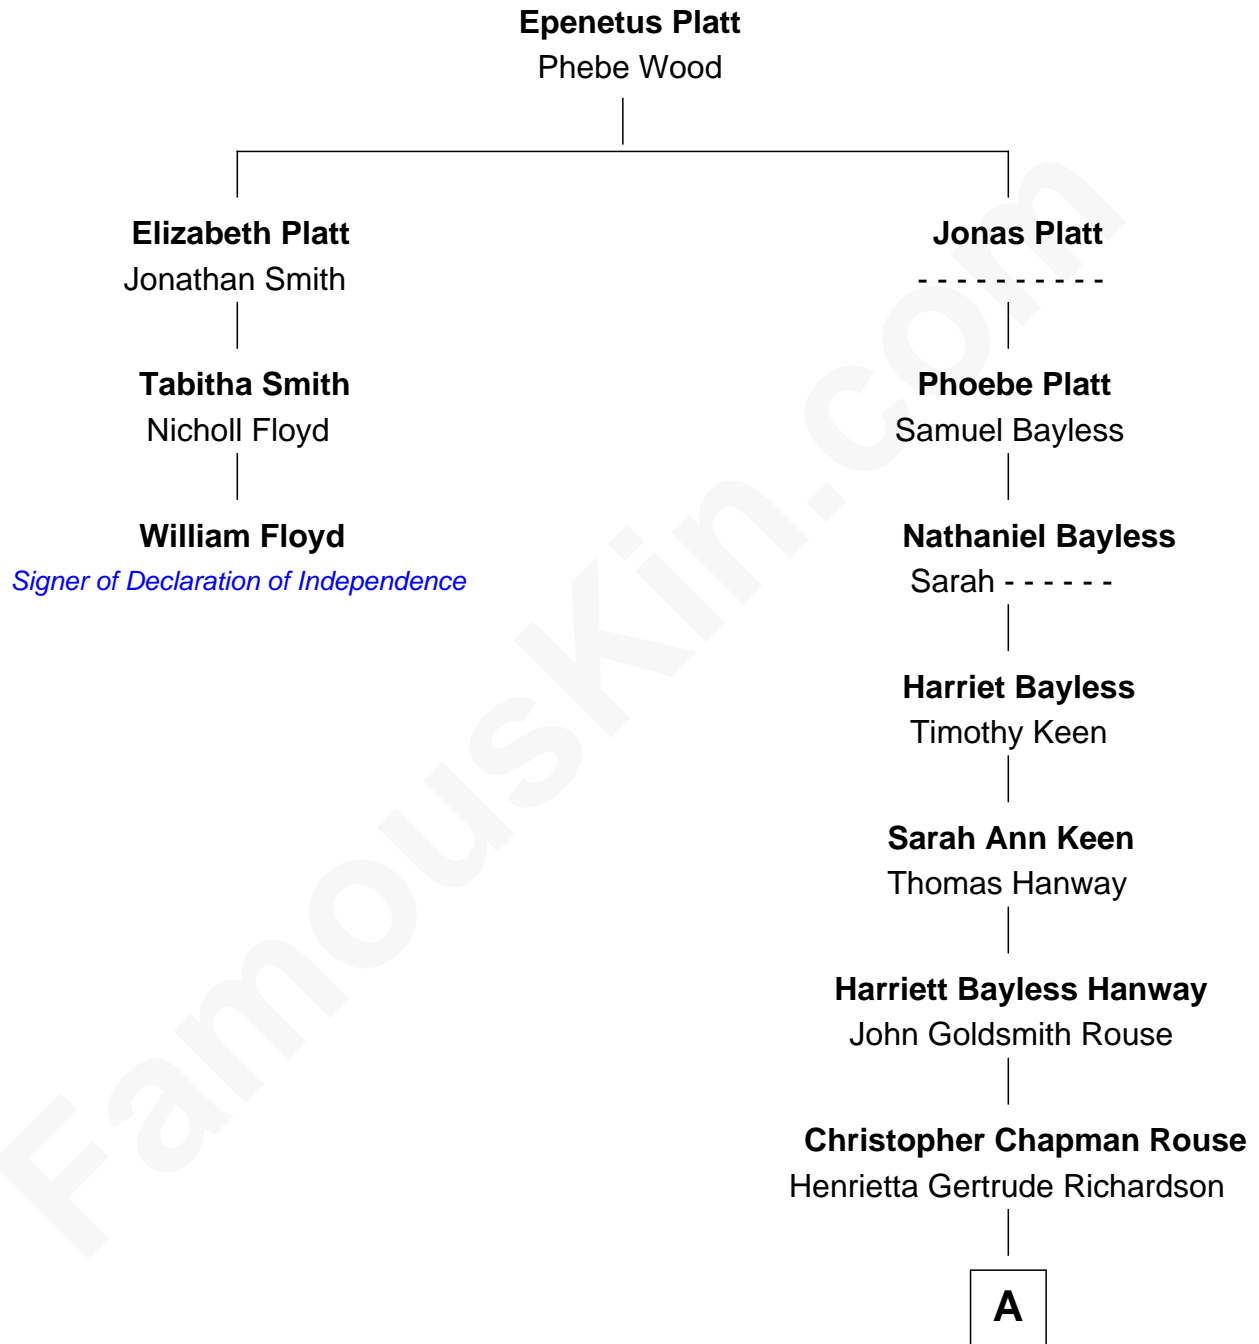 Epenetus Platt
Phebe Wood
Elizabeth Platt
Jonathan Smith
Jonas Platt
- - - - - - - - - -
Tabitha Smith
Nicholl Floyd
Phoebe Platt
Samuel Bayless
William Floyd
Signer of Declaration of Independence
Nathaniel Bayless
Sarah - - - - - -
Harriet Bayless
Timothy Keen
Sarah Ann Keen
Thomas Hanway
Harriett Bayless Hanway
John Goldsmith Rouse
Christopher Chapman Rouse
Henrietta Gertrude Richardson
A
FamousKin.com